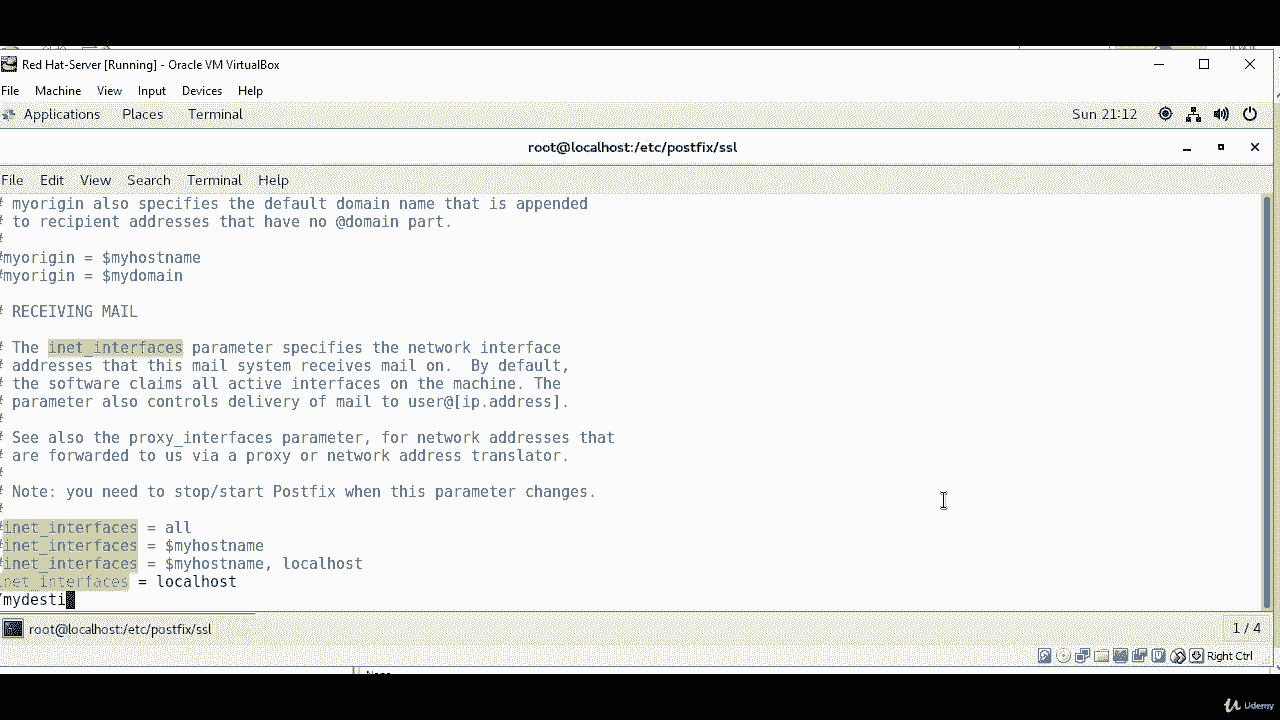 Red Hat-Server [Running] - Oracle VM VirtualBox
File Machine View Input Devices Help
Applications Places Terminal Sun 21:12
root@localhost:/etc/postfix/ssl
File Edit View Search Terminal Help
# myorigin also specifies the default domain name that is appended
# to recipient addresses that have no @domain part.
#
#myorigin = $myhostname
#myorigin = $mydomain
# RECEIVING MAIL
# The inet_interfaces parameter specifies the network interface
# addresses that this mail system receives mail on.  By default,
# the software claims all active interfaces on the machine. The
# parameter also controls delivery of mail to user@[ip.address].
#
# See also the proxy_interfaces parameter, for network addresses that
# are forwarded to us via a proxy or network address translator.
#
# Note: you need to stop/start Postfix when this parameter changes.
#
#inet_interfaces = all
#inet_interfaces = $myhostname
#inet_interfaces = $myhostname, localhost
inet_interfaces = localhost
/mydesti
root@localhost:/etc/postfix/ssl 1 / 4
Right Ctrl
Udemy